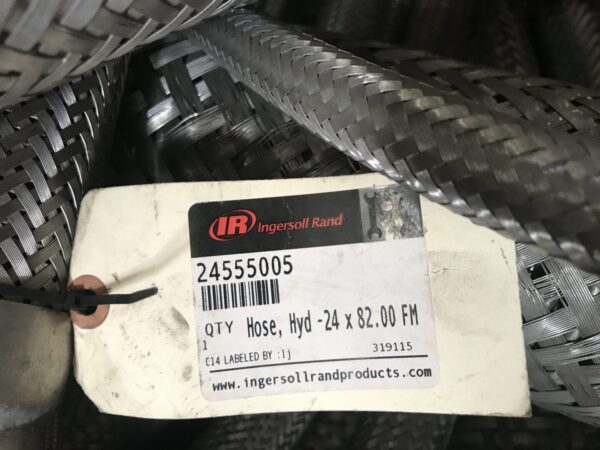 IR Ingersoll Rand
24555005
QTY Hose, Hyd -24 x 82.00 FM
1
C14 LABELED BY :lj 319115
www.ingersollrandproducts.com